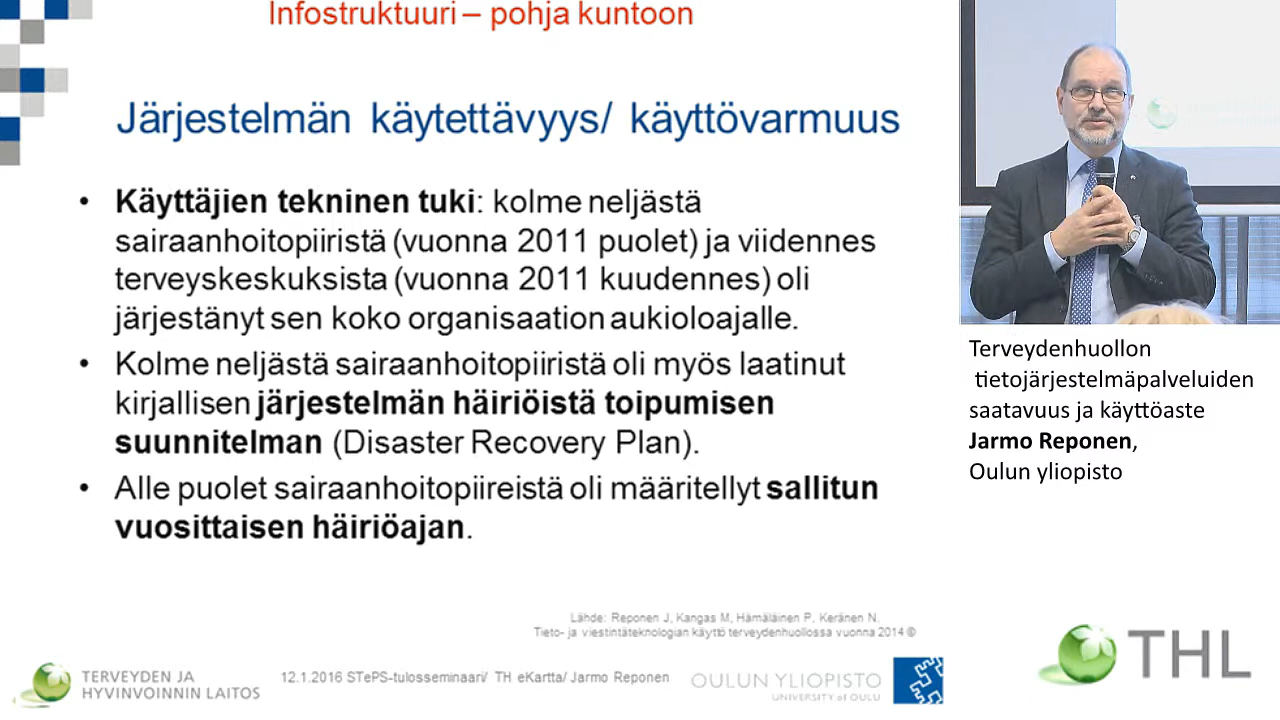 Infostruktuuri – pohja kuntoon
Järjestelmän käytettävyys/ käyttövarmuus
• Käyttäjien tekninen tuki: kolme neljästä
sairaanhoitopiiristä (vuonna 2011 puolet) ja viidennes
terveyskeskuksista (vuonna 2011 kuudennes) oli
järjestänyt sen koko organisaation aukioloajalle.
• Kolme neljästä sairaanhoitopiiristä oli myös laatinut
kirjallisen järjestelmän häiriöistä toipumisen
suunnitelman (Disaster Recovery Plan).
• Alle puolet sairaanhoitopiireistä oli määritellyt sallitun
vuosittaisen häiriöajan.
Lähde: Reponen J, Kangas M, Hämäläinen P, Keränen N.
Tieto- ja viestintäteknologian käyttö terveydenhuollossa vuonna 2014 ©
TERVEYDEN JA
HYVINVOINNIN LAITOS
12.1.2016 STePS-tulosseminaari/ TH eKartta/ Jarmo Reponen
OULUN YLIOPISTO
UNIVERSITY of OULU
Terveydenhuollon
tietojärjestelmäpalveluiden
saatavuus ja käyttöaste
Jarmo Reponen,
Oulun yliopisto
THL